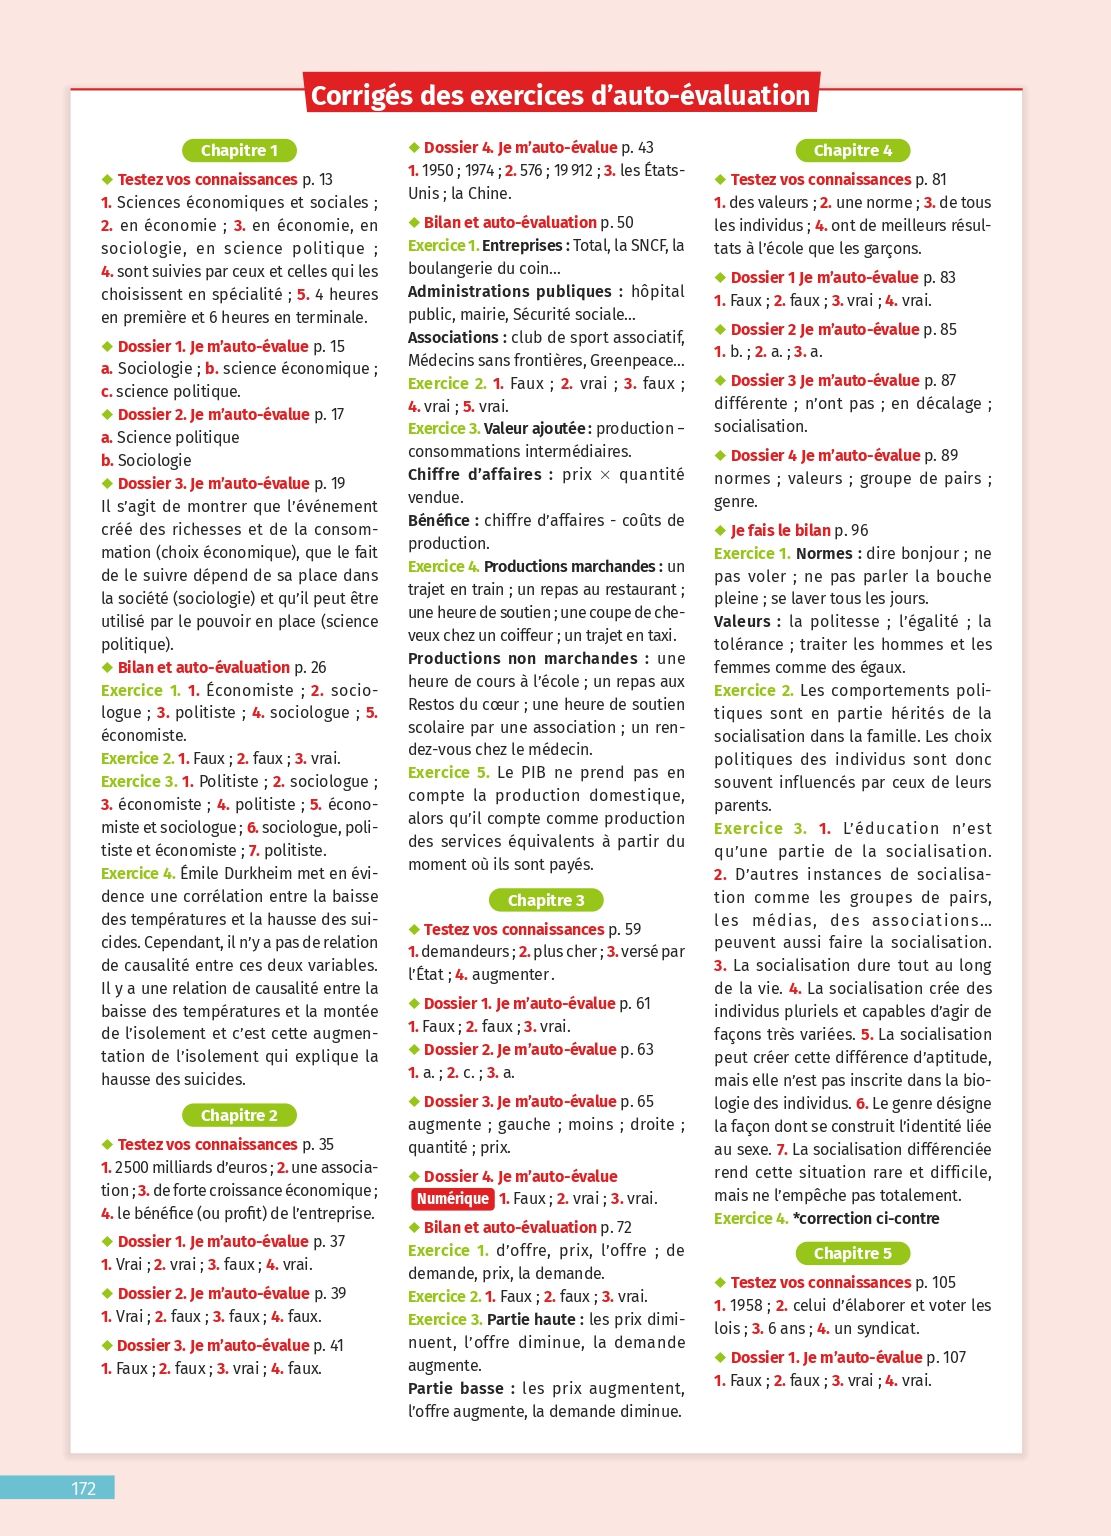 Corrigés des exercices d'auto-évaluation
Chapitre 1
◆ Testez vos connaissances p. 13
1. Sciences économiques et sociales ;
2. en économie ; 3. en économie, en
sociologie, en science politique ;
4. sont suivies par ceux et celles qui les
choisissent en spécialité ; 5. 4 heures
en première et 6 heures en terminale.
◆ Dossier 1. Je m'auto-évalue p. 15
a. Sociologie ; b. science économique ;
c. science politique.
◆ Dossier 2. Je m'auto-évalue p. 17
a. Science politique
b. Sociologie
◆ Dossier 3. Je m'auto-évalue p. 19
Il s'agit de montrer que l'événement
créé des richesses et de la consom-
mation (choix économique), que le fait
de le suivre dépend de sa place dans
la société (sociologie) et qu'il peut être
utilisé par le pouvoir en place (science
politique).
◆ Bilan et auto-évaluation p. 26
Exercice 1. 1. Économiste ; 2. socio-
logue ; 3. politiste ; 4. sociologue ; 5.
économiste.
Exercice 2. 1. Faux ; 2. faux ; 3. vrai.
Exercice 3. 1. Politiste ; 2. sociologue ;
3. économiste ; 4. politiste ; 5. écono-
miste et sociologue ; 6. sociologue, poli-
tiste et économiste ; 7. politiste.
Exercice 4. Émile Durkheim met en évi-
dence une corrélation entre la baisse
des températures et la hausse des sui-
cides. Cependant, il n'y a pas de relation
de causalité entre ces deux variables.
Il y a une relation de causalité entre la
baisse des températures et la montée
de l'isolement et c'est cette augmen-
tation de l'isolement qui explique la
hausse des suicides.
Chapitre 2
◆ Testez vos connaissances p. 35
1. 2500 milliards d'euros ; 2. une associa-
tion ; 3. de forte croissance économique ;
4. le bénéfice (ou profit) de l'entreprise.
◆ Dossier 1. Je m'auto-évalue p. 37
1. Vrai ; 2. vrai ; 3. faux ; 4. vrai.
◆ Dossier 2. Je m'auto-évalue p. 39
1. Vrai ; 2. faux ; 3. faux ; 4. faux.
◆ Dossier 3. Je m'auto-évalue p. 41
1. Faux ; 2. faux ; 3. vrai ; 4. faux.
◆ Dossier 4. Je m'auto-évalue p. 43
1. 1950 ; 1974 ; 2. 576 ; 19 912 ; 3. les États-
Unis ; la Chine.
◆ Bilan et auto-évaluation p. 50
Exercice 1. Entreprises : Total, la SNCF, la
boulangerie du coin…
Administrations publiques : hôpital
public, mairie, Sécurité sociale…
Associations : club de sport associatif,
Médecins sans frontières, Greenpeace…
Exercice 2. 1. Faux ; 2. vrai ; 3. faux ;
4. vrai ; 5. vrai.
Exercice 3. Valeur ajoutée : production –
consommations intermédiaires.
Chiffre d'affaires : prix × quantité
vendue.
Bénéfice : chiffre d'affaires - coûts de
production.
Exercice 4. Productions marchandes : un
trajet en train ; un repas au restaurant ;
une heure de soutien ; une coupe de che-
veux chez un coiffeur ; un trajet en taxi.
Productions non marchandes : une
heure de cours à l'école ; un repas aux
Restos du cœur ; une heure de soutien
scolaire par une association ; un ren-
dez-vous chez le médecin.
Exercice 5. Le PIB ne prend pas en
compte la production domestique,
alors qu'il compte comme production
des services équivalents à partir du
moment où ils sont payés.
Chapitre 3
◆ Testez vos connaissances p. 59
1. demandeurs ; 2. plus cher ; 3. versé par
l'État ; 4. augmenter.
◆ Dossier 1. Je m'auto-évalue p. 61
1. Faux ; 2. faux ; 3. vrai.
◆ Dossier 2. Je m'auto-évalue p. 63
1. a. ; 2. c. ; 3. a.
◆ Dossier 3. Je m'auto-évalue p. 65
augmente ; gauche ; moins ; droite ;
quantité ; prix.
◆ Dossier 4. Je m'auto-évalue
Numérique 1. Faux ; 2. vrai ; 3. vrai.
◆ Bilan et auto-évaluation p. 72
Exercice 1. d'offre, prix, l'offre ; de
demande, prix, la demande.
Exercice 2. 1. Faux ; 2. faux ; 3. vrai.
Exercice 3. Partie haute : les prix dimi-
nuent, l'offre diminue, la demande
augmente.
Partie basse : les prix augmentent,
l'offre augmente, la demande diminue.
Chapitre 4
◆ Testez vos connaissances p. 81
1. des valeurs ; 2. une norme ; 3. de tous
les individus ; 4. ont de meilleurs résul-
tats à l'école que les garçons.
◆ Dossier 1 Je m'auto-évalue p. 83
1. Faux ; 2. faux ; 3. vrai ; 4. vrai.
◆ Dossier 2 Je m'auto-évalue p. 85
1. b. ; 2. a. ; 3. a.
◆ Dossier 3 Je m'auto-évalue p. 87
différente ; n'ont pas ; en décalage ;
socialisation.
◆ Dossier 4 Je m'auto-évalue p. 89
normes ; valeurs ; groupe de pairs ;
genre.
◆ Je fais le bilan p. 96
Exercice 1. Normes : dire bonjour ; ne
pas voler ; ne pas parler la bouche
pleine ; se laver tous les jours.
Valeurs : la politesse ; l'égalité ; la
tolérance ; traiter les hommes et les
femmes comme des égaux.
Exercice 2. Les comportements poli-
tiques sont en partie hérités de la
socialisation dans la famille. Les choix
politiques des individus sont donc
souvent influencés par ceux de leurs
parents.
Exercice 3. 1. L'éducation n'est
qu'une partie de la socialisation.
2. D'autres instances de socialisa-
tion comme les groupes de pairs,
les médias, des associations…
peuvent aussi faire la socialisation.
3. La socialisation dure tout au long
de la vie. 4. La socialisation crée des
individus pluriels et capables d'agir de
façons très variées. 5. La socialisation
peut créer cette différence d'aptitude,
mais elle n'est pas inscrite dans la bio-
logie des individus. 6. Le genre désigne
la façon dont se construit l'identité liée
au sexe. 7. La socialisation différenciée
rend cette situation rare et difficile,
mais ne l'empêche pas totalement.
Exercice 4. *correction ci-contre
Chapitre 5
◆ Testez vos connaissances p. 105
1. 1958 ; 2. celui d'élaborer et voter les
lois ; 3. 6 ans ; 4. un syndicat.
◆ Dossier 1. Je m'auto-évalue p. 107
1. Faux ; 2. faux ; 3. vrai ; 4. vrai.
172